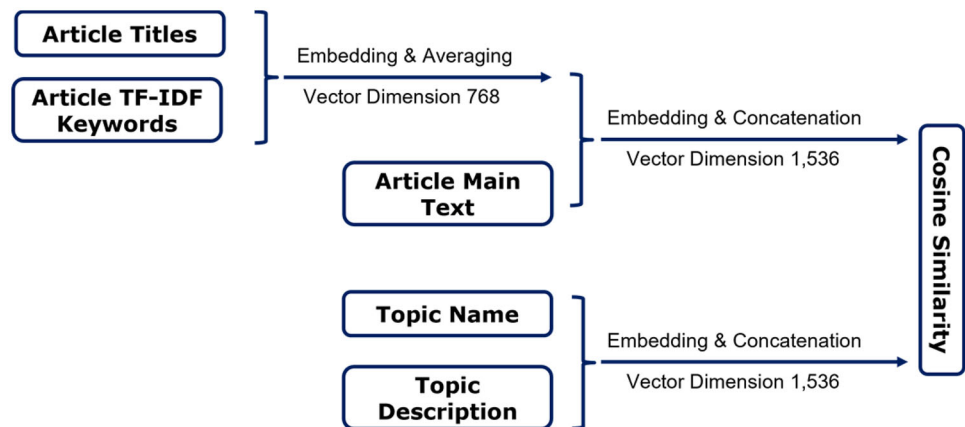 Article Titles
Article TF-IDF
Keywords
Embedding & Averaging
Vector Dimension 768
Article Main
Text
Embedding & Concatenation
Vector Dimension 1,536
Topic Name
Topic
Description
Embedding & Concatenation
Vector Dimension 1,536
Cosine Similarity